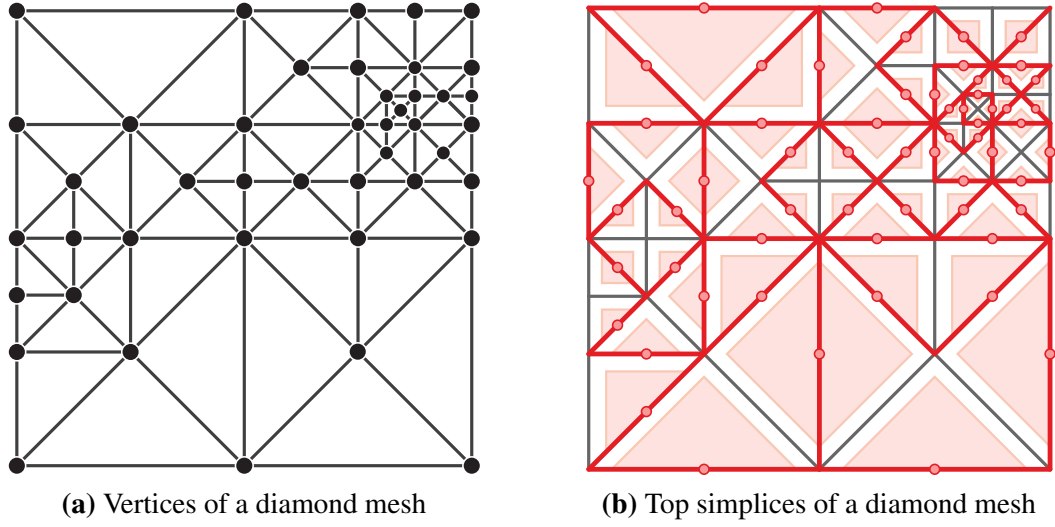 (a) Vertices of a diamond mesh
(b) Top simplices of a diamond mesh